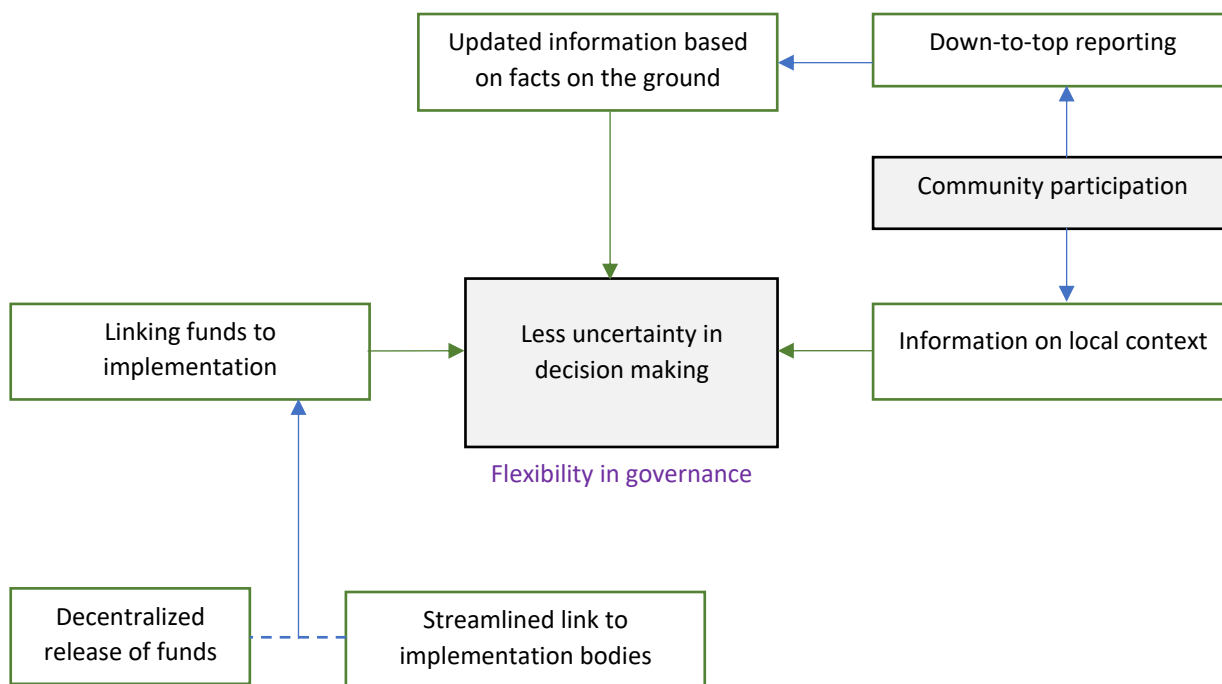 Updated information based
on facts on the ground
Down-to-top reporting
Community participation
Linking funds to
implementation
Less uncertainty in
decision making
Information on local context
Flexibility in governance
Decentralized
release of funds
Streamlined link to
implementation bodies